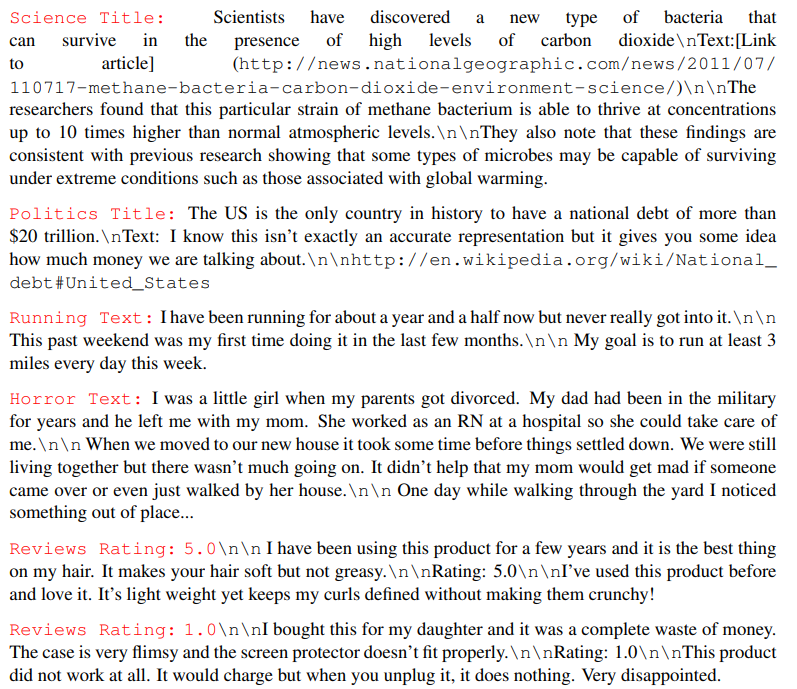 Science Title: Scientists have discovered a new type of bacteria that
can survive in the presence of high levels of carbon dioxide\nText:[Link
to article] (http://news.nationalgeographic.com/news/2011/07/
110717-methane-bacteria-carbon-dioxide-environment-science/)\n\nThe
researchers found that this particular strain of methane bacterium is able to thrive at concentrations
up to 10 times higher than normal atmospheric levels.\n\nThey also note that these findings are
consistent with previous research showing that some types of microbes may be capable of surviving
under extreme conditions such as those associated with global warming.
Politics Title: The US is the only country in history to have a national debt of more than
$20 trillion.\nText: I know this isn't exactly an accurate representation but it gives you some idea
how much money we are talking about.\n\nhttp://en.wikipedia.org/wiki/National_
debt#United_States
Running Text: I have been running for about a year and a half now but never really got into it.\n\n
This past weekend was my first time doing it in the last few months.\n\n My goal is to run at least 3
miles every day this week.
Horror Text: I was a little girl when my parents got divorced. My dad had been in the military
for years and he left me with my mom. She worked as an RN at a hospital so she could take care of
me.\n\n When we moved to our new house it took some time before things settled down. We were still
living together but there wasn't much going on. It didn't help that my mom would get mad if someone
came over or even just walked by her house.\n\n One day while walking through the yard I noticed
something out of place...
Reviews Rating: 5.0\n\n I have been using this product for a few years and it is the best thing
on my hair. It makes your hair soft but not greasy.\n\nRating: 5.0\n\nI've used this product before
and love it. It's light weight yet keeps my curls defined without making them crunchy!
Reviews Rating: 1.0\n\nI bought this for my daughter and it was a complete waste of money.
The case is very flimsy and the screen protector doesn't fit properly.\n\nRating: 1.0\n\nThis product
did not work at all. It would charge but when you unplug it, it does nothing. Very disappointed.